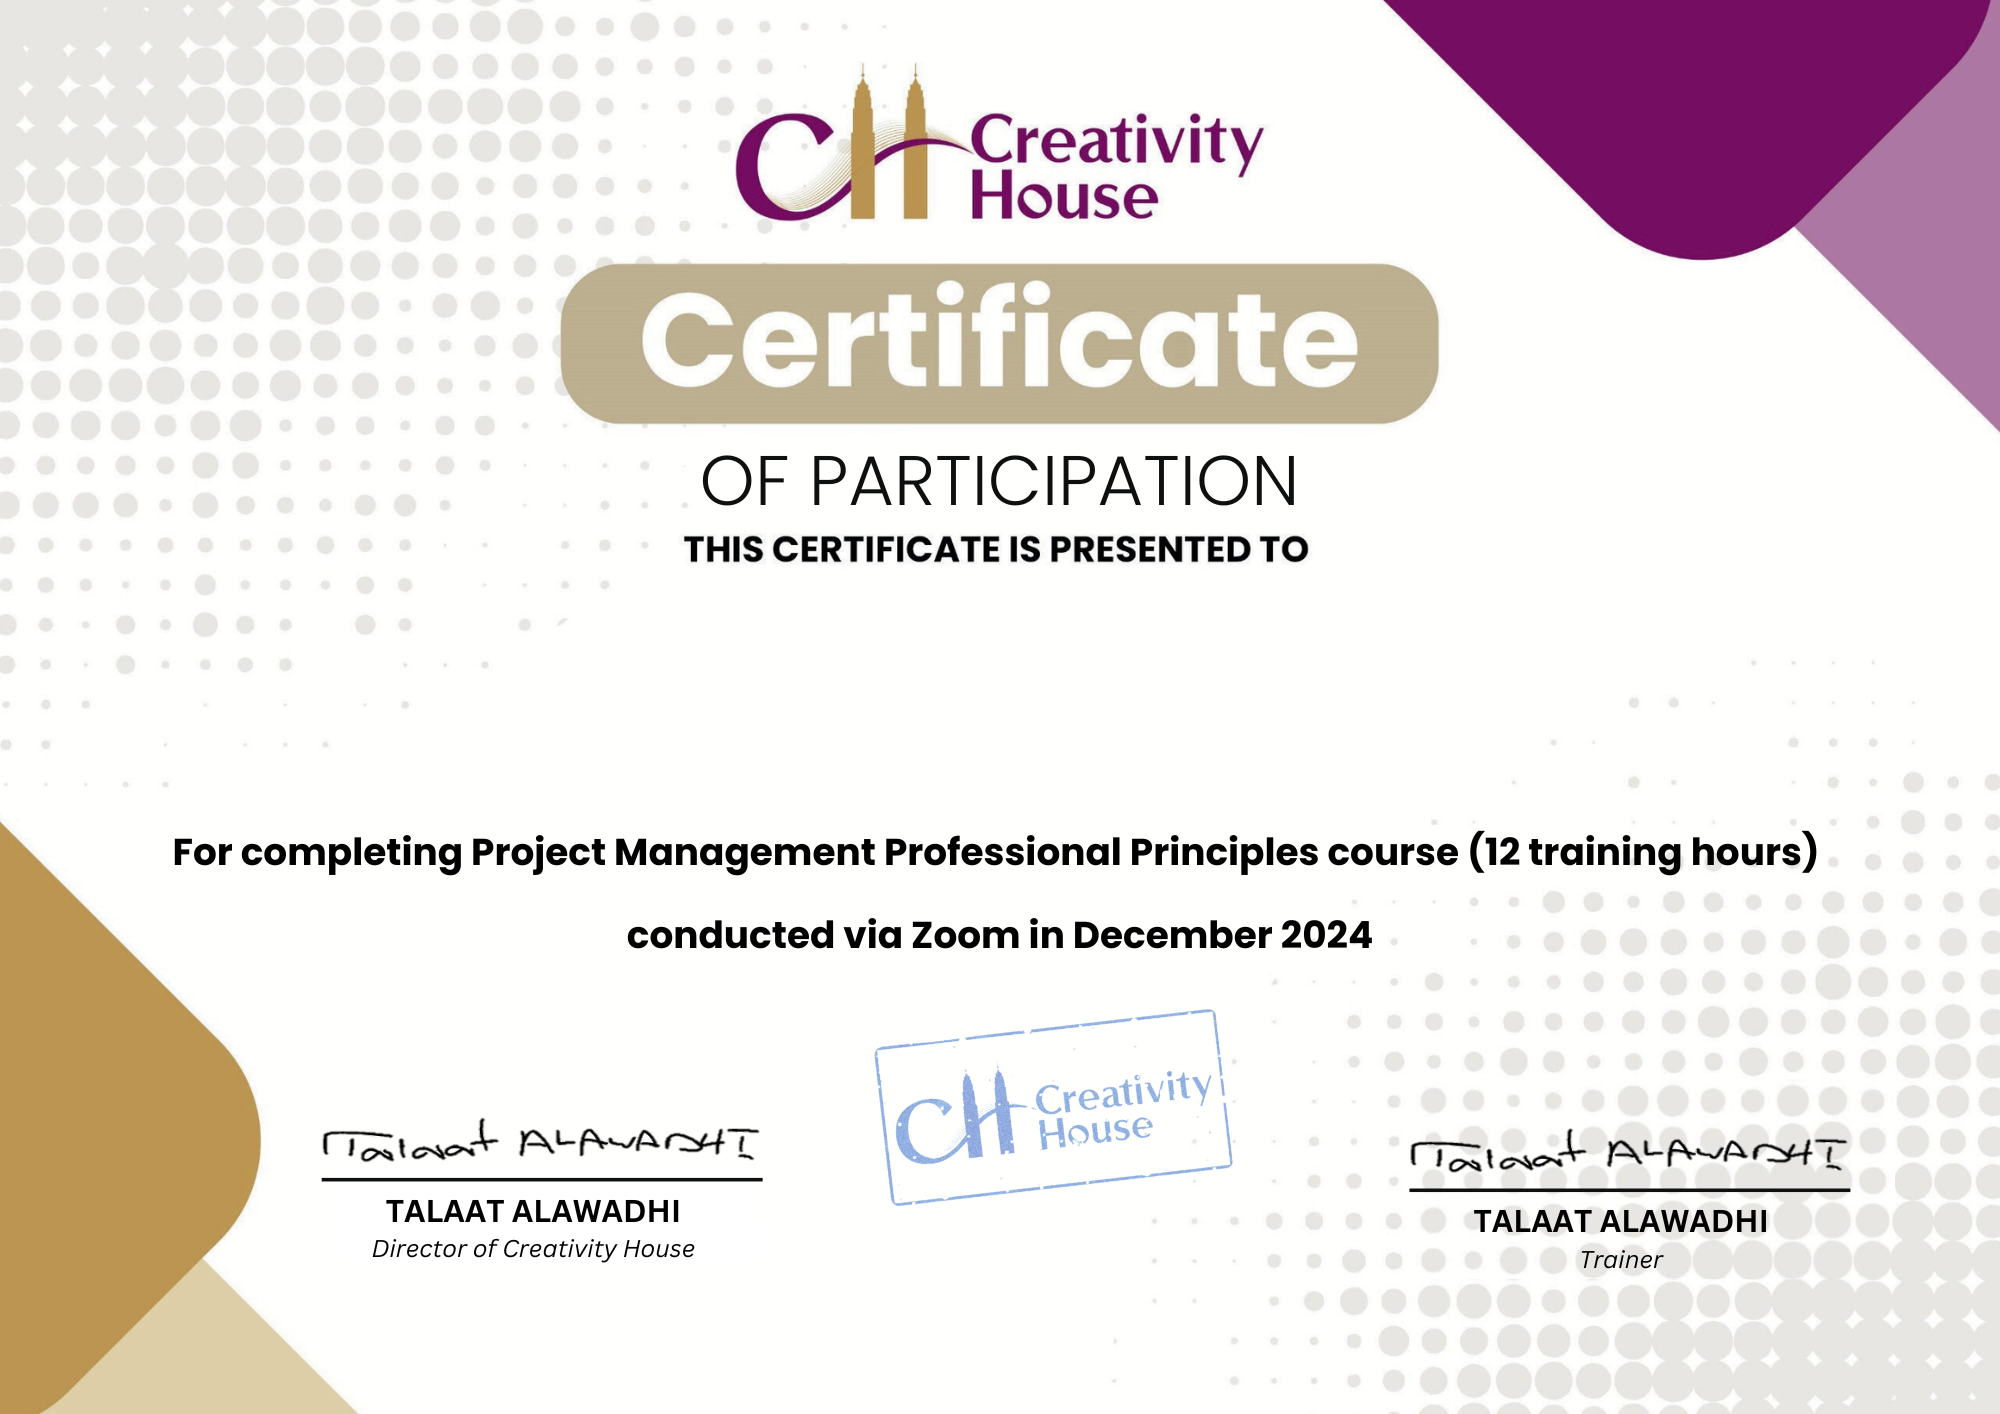 CH Creativity
House
Certificate
OF PARTICIPATION
THIS CERTIFICATE IS PRESENTED TO
For completing Project Management Professional Principles course (12 training hours)
conducted via Zoom in December 2024
CH Creativity
House
Talaat ALAWADHI
TALAAT ALAWADHI
Director of Creativity House
Talaat ALAWADHI
TALAAT ALAWADHI
Trainer